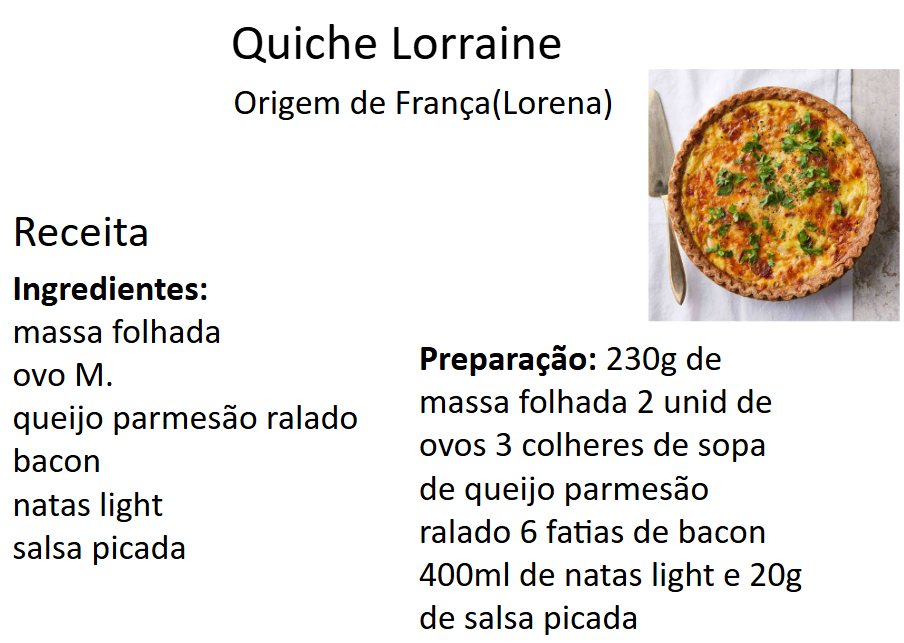 Quiche Lorraine
Origem de França(Lorena)
Receita
Ingredientes:
massa folhada
ovo M.
queijo parmesão ralado
bacon
natas light
salsa picada
Preparação: 230g de
massa folhada 2 unid de
ovos 3 colheres de sopa
de queijo parmesão
ralado 6 fatias de bacon
400ml de natas light e 20g
de salsa picada